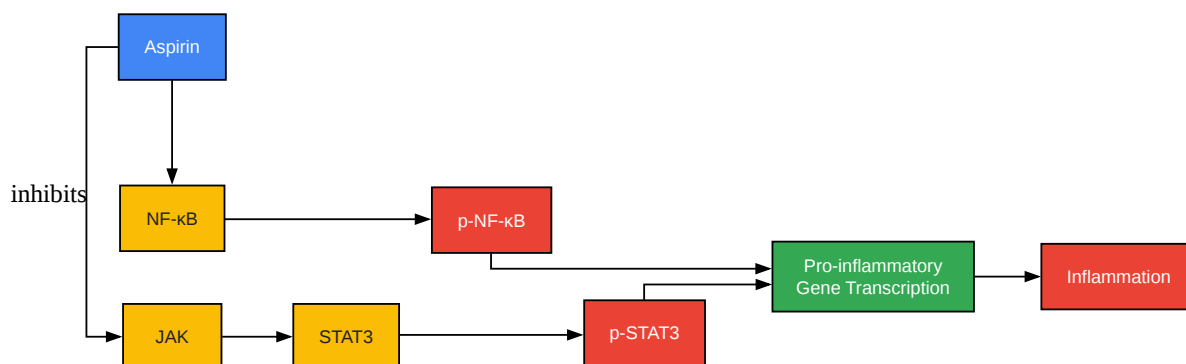 Aspirin
inhibits
NF-κB
p-NF-κB
Pro-inflammatory
Gene Transcription
Inflammation
JAK
STAT3
p-STAT3